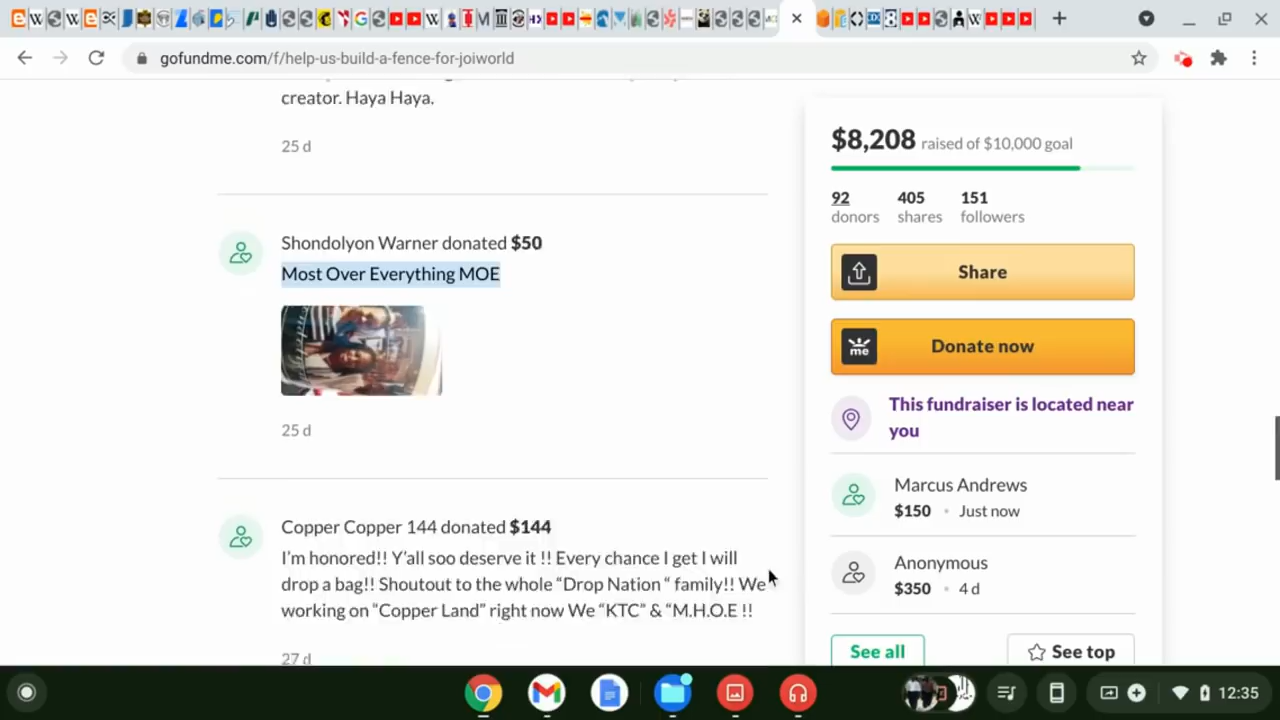 gofundme.com/f/help-us-build-a-fence-for-joiworld
creator. Haya Haya.
25 d
Shondolyon Warner donated $50
Most Over Everything MOE
25 d
Copper Copper 144 donated $144
I'm honored!! Y'all soo deserve it !! Every chance I get I will
drop a bag!! Shoutout to the whole “Drop Nation “ family!! We
working on “Copper Land” right now We “KTC” & “M.H.O.E !!
27 d
$8,208 raised of $10,000 goal
92 405 151
donors shares followers
Share
me Donate now
This fundraiser is located near
you
Marcus Andrews
$150 • Just now
Anonymous
$350 • 4 d
See all See top
12:35